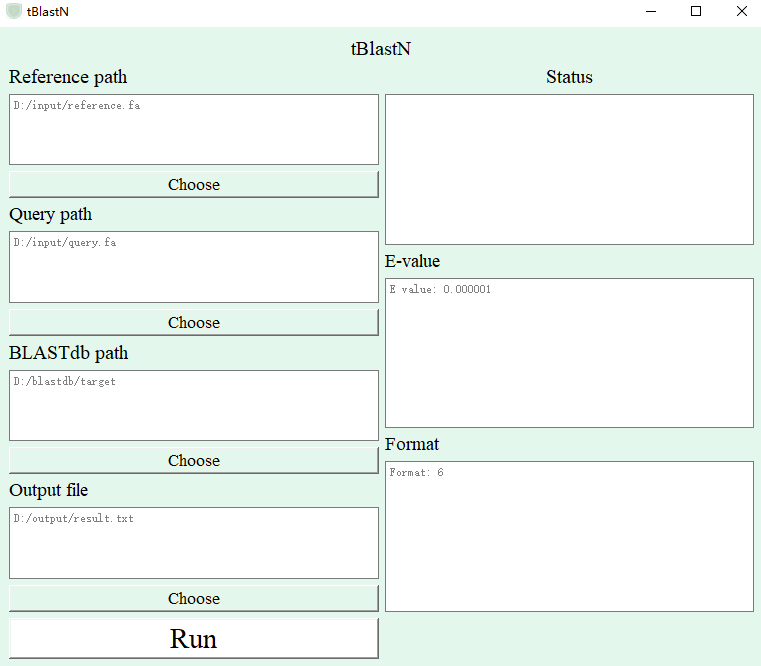 tBlastN
tBlastN
Reference path
D:/input/reference.fa
Choose
Query path
D:/input/query.fa
Choose
BLASTdb path
D:/blastdb/target
Choose
Output file
D:/output/result.txt
Choose
Run
Status
E-value
E value: 0.000001
Format
Format: 6